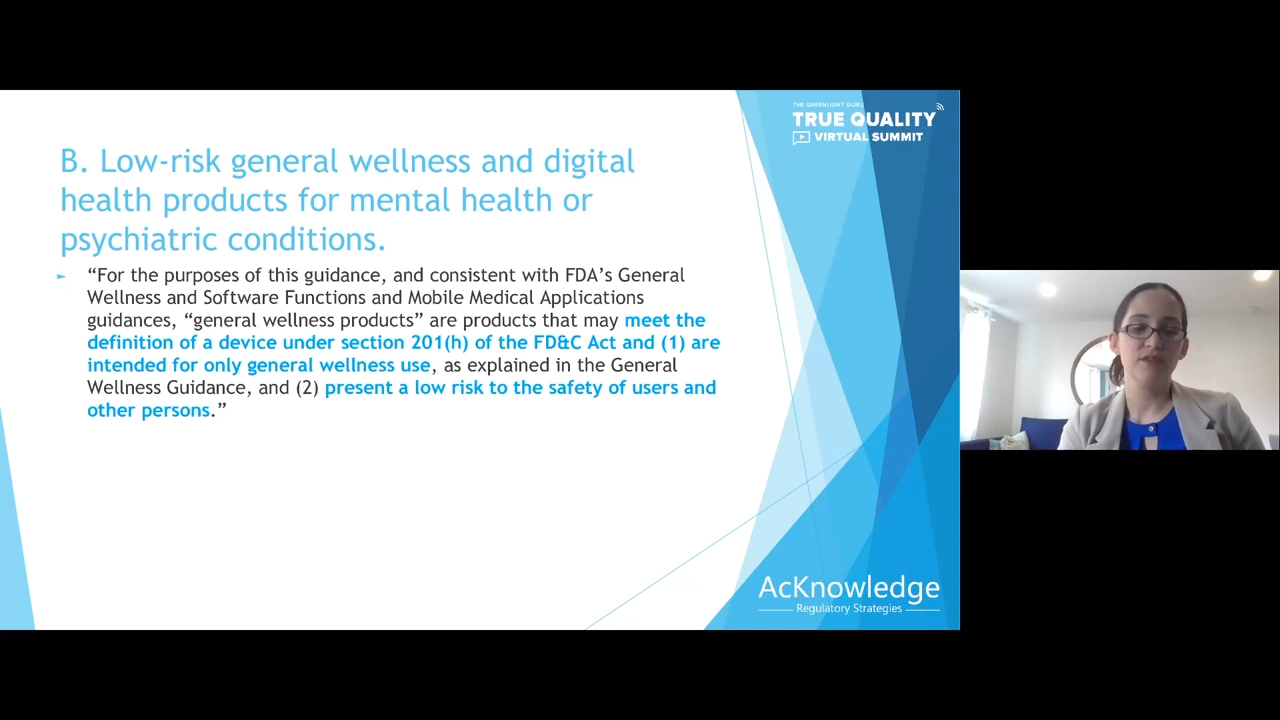 THE GREENLIGHT GURU
TRUE QUALITY
VIRTUAL SUMMIT
B. Low-risk general wellness and digital
health products for mental health or
psychiatric conditions.
► “For the purposes of this guidance, and consistent with FDA’s General
Wellness and Software Functions and Mobile Medical Applications
guidances, “general wellness products” are products that may meet the
definition of a device under section 201(h) of the FD&C Act and (1) are
intended for only general wellness use, as explained in the General
Wellness Guidance, and (2) present a low risk to the safety of users and
other persons.”
AcKnowledge
Regulatory Strategies